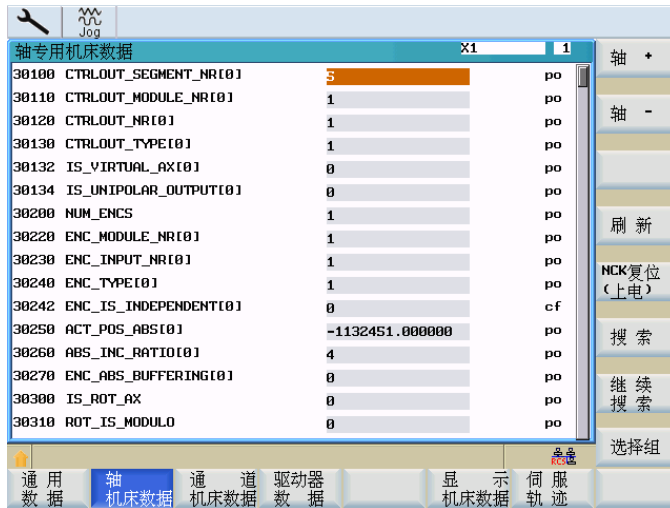 Jog
轴专用机床数据 X1 1
30100 CTRLOUT_SEGMENT_NR[0] 5 po
30110 CTRLOUT_MODULE_NR[0] 1 po
30120 CTRLOUT_NR[0] 1 po
30130 CTRLOUT_TYPE[0] 1 po
30132 IS_VIRTUAL_AX[0] 0 po
30134 IS_UNIPOLAR_OUTPUT[0] 0 po
30200 NUM_ENCS 1 po
30220 ENC_MODULE_NR[0] 1 po
30230 ENC_INPUT_NR[0] 1 po
30240 ENC_TYPE[0] 1 po
30242 ENC_IS_INDEPENDENT[0] 0 cf
30250 ACT_POS_ABS[0] -1132451.000000 po
30260 ABS_INC_RATIO[0] 4 po
30270 ENC_ABS_BUFFERING[0] 0 po
30300 IS_ROT_AX 0 po
30310 ROT_IS_MODULO 0 po
轴 +
轴 -
刷 新
NCK复位
(上电)
搜 索
继 续
搜 索
选择组
RCS
通 用
数 据
轴
机床数据
通 道
机床数据
驱动器
数 据
显 示
机床数据
伺 服
轨 迹